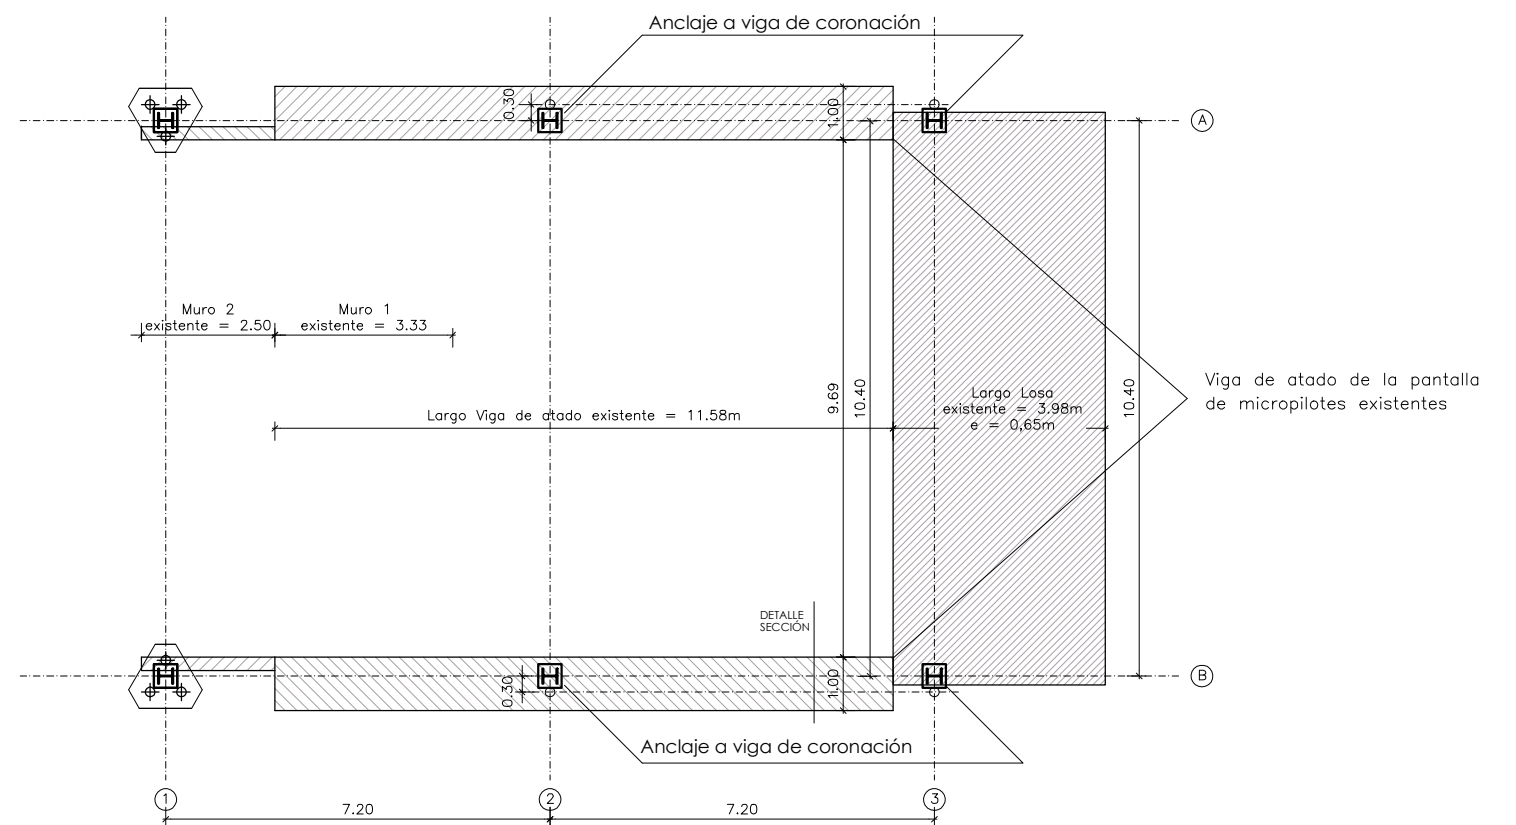 Anclaje a viga de coronación
0.30
1.00
A
Muro 2
existente = 2.50
Muro 1
existente = 3.33
Largo Viga de atado existente = 11.58m
9.69
10.40
Largo Losa
existente = 3.98m
e = 0,65m
10.40
Viga de atado de la pantalla
de micropilotes existentes
DETALLE
SECCIÓN
0.30
1.00
B
Anclaje a viga de coronación
1
7.20
2
7.20
3